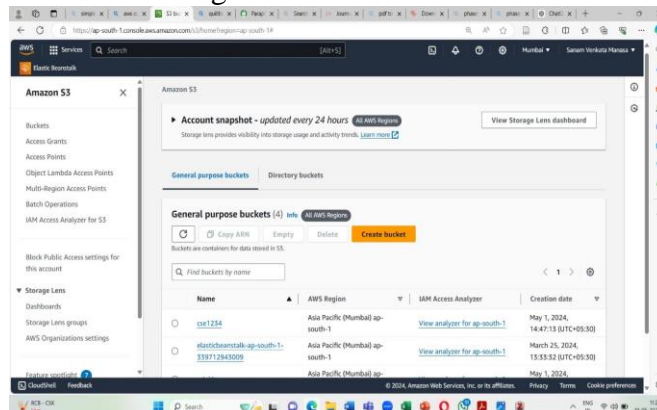 https://ap-south-1.console.aws.amazon.com/s3/home?region=ap-south-1#
aws
Services
Search
[Alt+S]
Mumbai
Sanam Venkata Manasa
Elastic Beanstalk
Amazon S3
Buckets
Access Grants
Access Points
Object Lambda Access Points
Multi-Region Access Points
Batch Operations
IAM Access Analyzer for S3
Block Public Access settings for
this account
Storage Lens
Dashboards
Storage Lens groups
AWS Organizations settings
Feature spotlight 7
Amazon S3
Account snapshot - updated every 24 hours All AWS Regions
Storage lens provides visibility into storage usage and activity trends. Learn more
View Storage Lens dashboard
General purpose buckets
Directory buckets
General purpose buckets (4) Info All AWS Regions
Copy ARN
Empty
Delete
Create bucket
Buckets are containers for data stored in S3.
Find buckets by name
1
Name
AWS Region
IAM Access Analyzer
Creation date
cse1234
Asia Pacific (Mumbai) ap-
south-1
View analyzer for ap-south-1
May 1, 2024,
14:47:13 (UTC+05:30)
elasticbeanstalk-ap-south-1-
339712943009
Asia Pacific (Mumbai) ap-
south-1
View analyzer for ap-south-1
March 25, 2024,
13:33:32 (UTC+05:30)
Asia Pacific (Mumbai) ap-
May 1, 2024,
CloudShell
Feedback
© 2024, Amazon Web Services, Inc. or its affiliates.
Privacy
Terms
Cookie preferences
Search
ENG